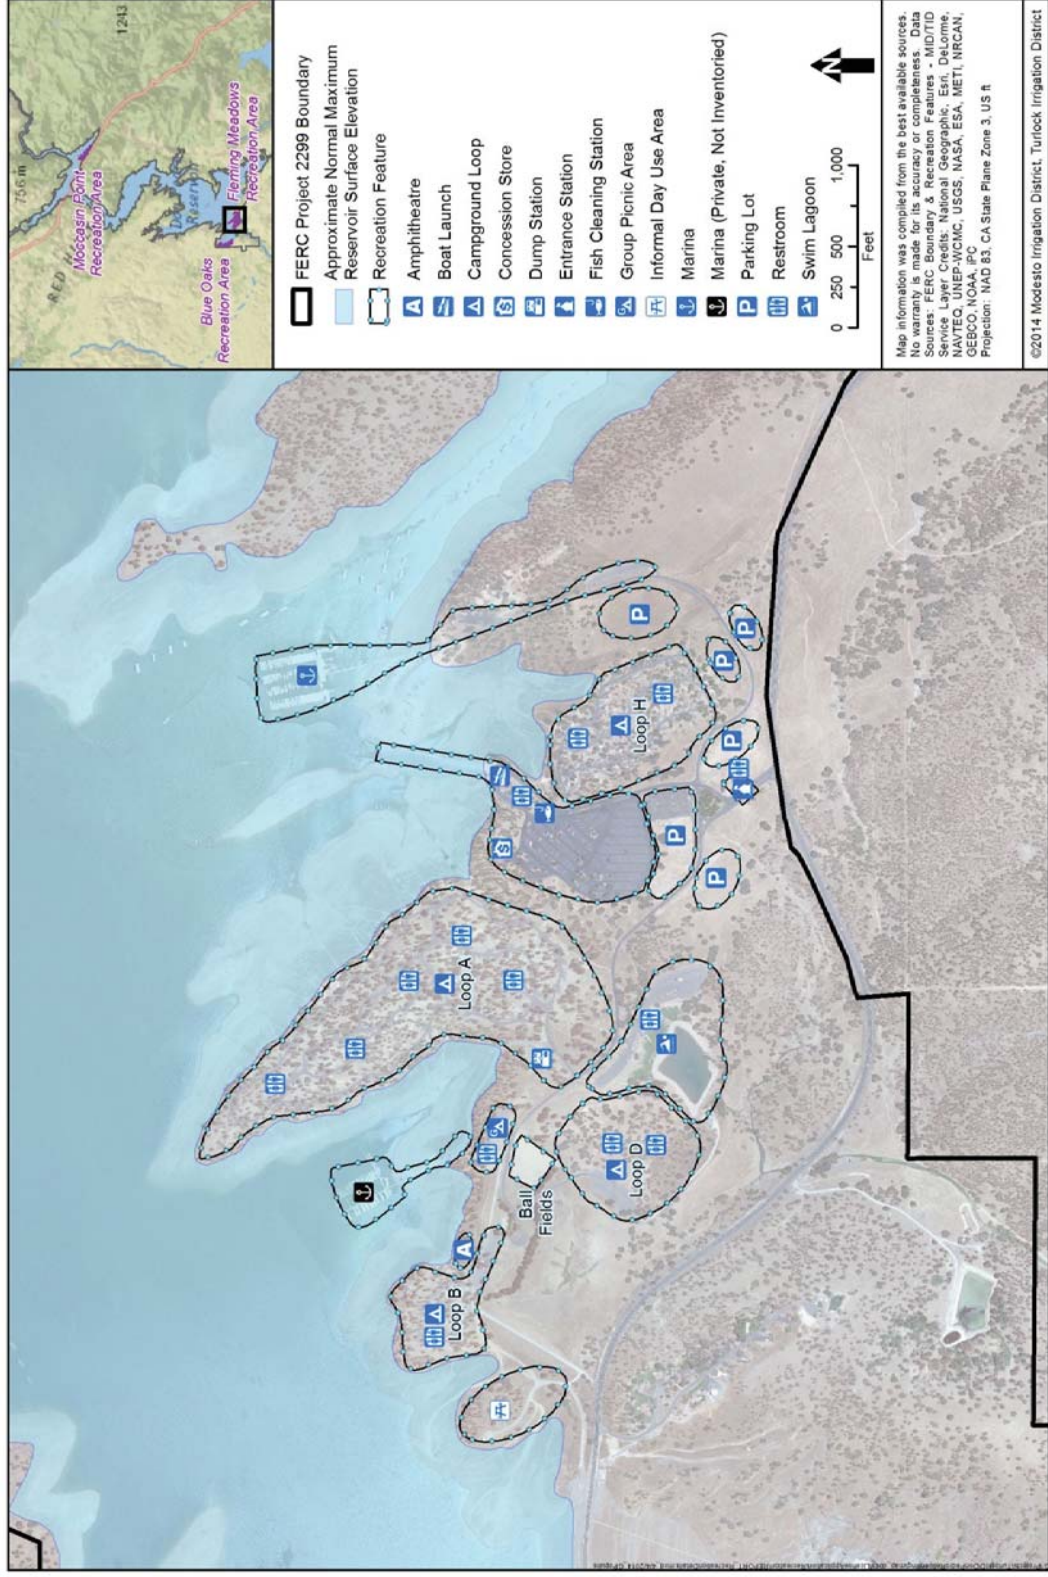 756 m
1243
RED
Reservoir
Moccasin Point
Recreation Area
Blue Oaks
Recreation Area
Fleming Meadows
Recreation Area
FERC Project 2299 Boundary
Approximate Normal Maximum
Reservoir Surface Elevation
Recreation Feature
A Amphitheatre
Boat Launch
Campground Loop
$ Concession Store
Dump Station
Entrance Station
Fish Cleaning Station
G Group Picnic Area
Informal Day Use Area
Marina
Marina (Private, Not Inventoried)
P Parking Lot
Restroom
Swim Lagoon
N
0 250 500 1,000
Feet
Map information was compiled from the best available sources.
No warranty is made for its accuracy or completeness. Data
Sources: FERC Boundary & Recreation Features - MID/TID
Service Layer Credits: National Geographic, Esri, DeLorme,
NAVTEQ, UNEP-WCMC, USGS, NASA, ESA, METI, NRCAN,
GEBCO, NOAA, iPC
Projection: NAD 83, CA State Plane Zone 3, US ft
©2014 Modesto Irrigation District, Turlock Irrigation District
Loop B
A
Ball
Fields
G
Loop D
Loop A
$
Loop H
P
P
P
P
P
P